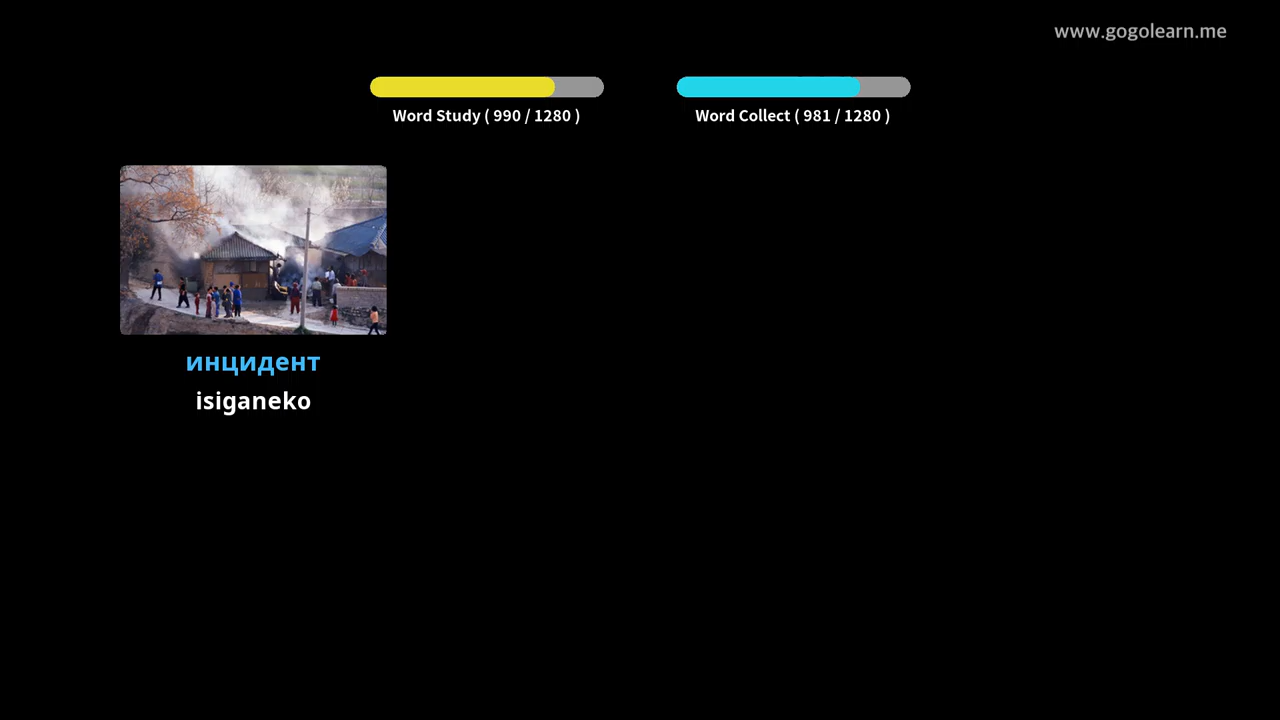 www.gogolearn.me
Word Study ( 990 / 1280 )
Word Collect ( 981 / 1280 )
инцидент
isiganeko